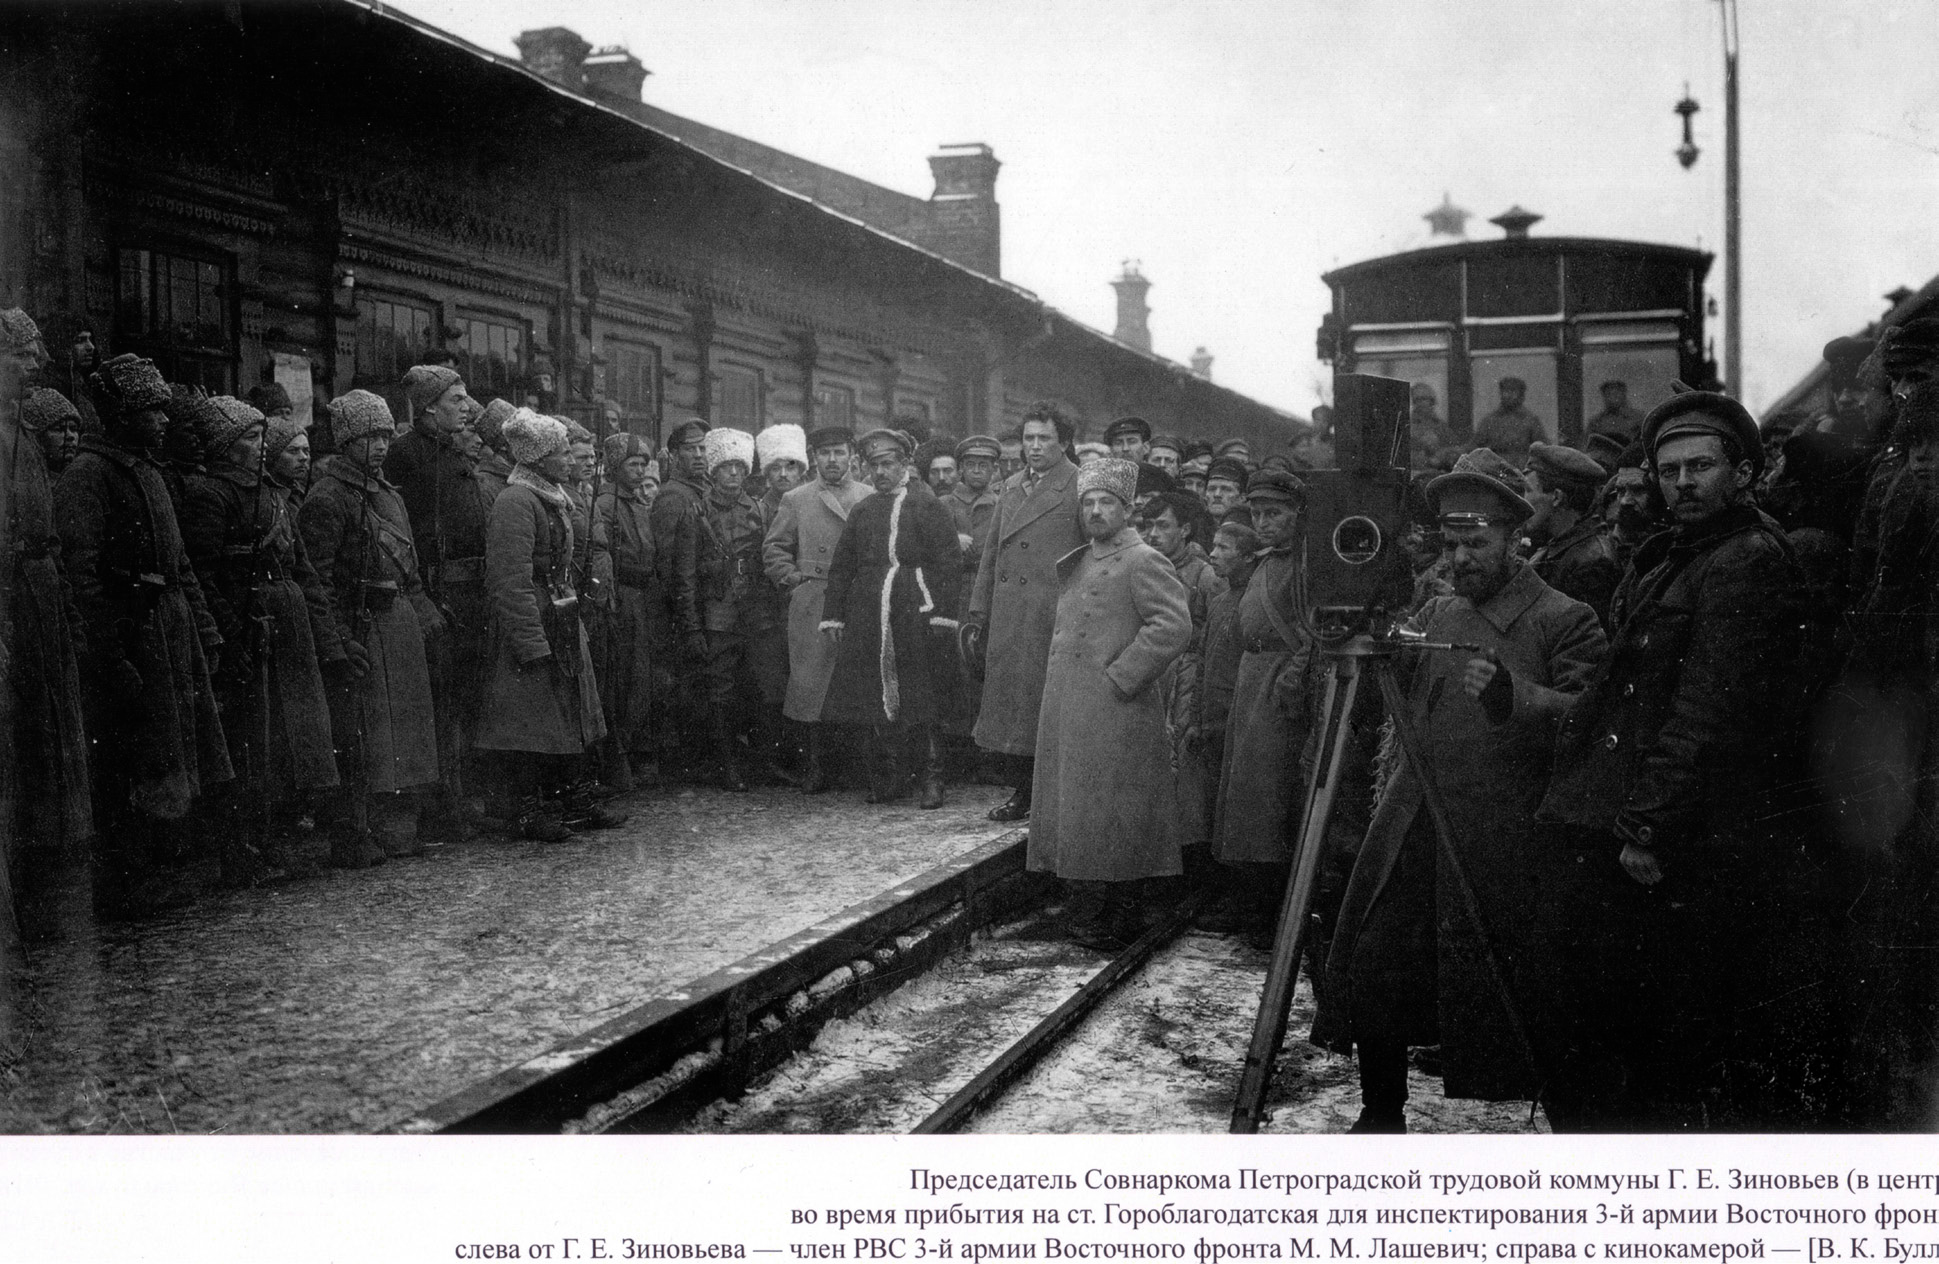 Председатель Совнаркома Петроградской трудовой коммуны Г. Е. Зиновьев (в центр
во время прибытия на ст. Гороблагодатская для инспектирования 3-й армии Восточного фрон
слева от Г. Е. Зиновьева — член РВС 3-й армии Восточного фронта М. М. Лашевич; справа с кинокамерой — [В. К. Булл